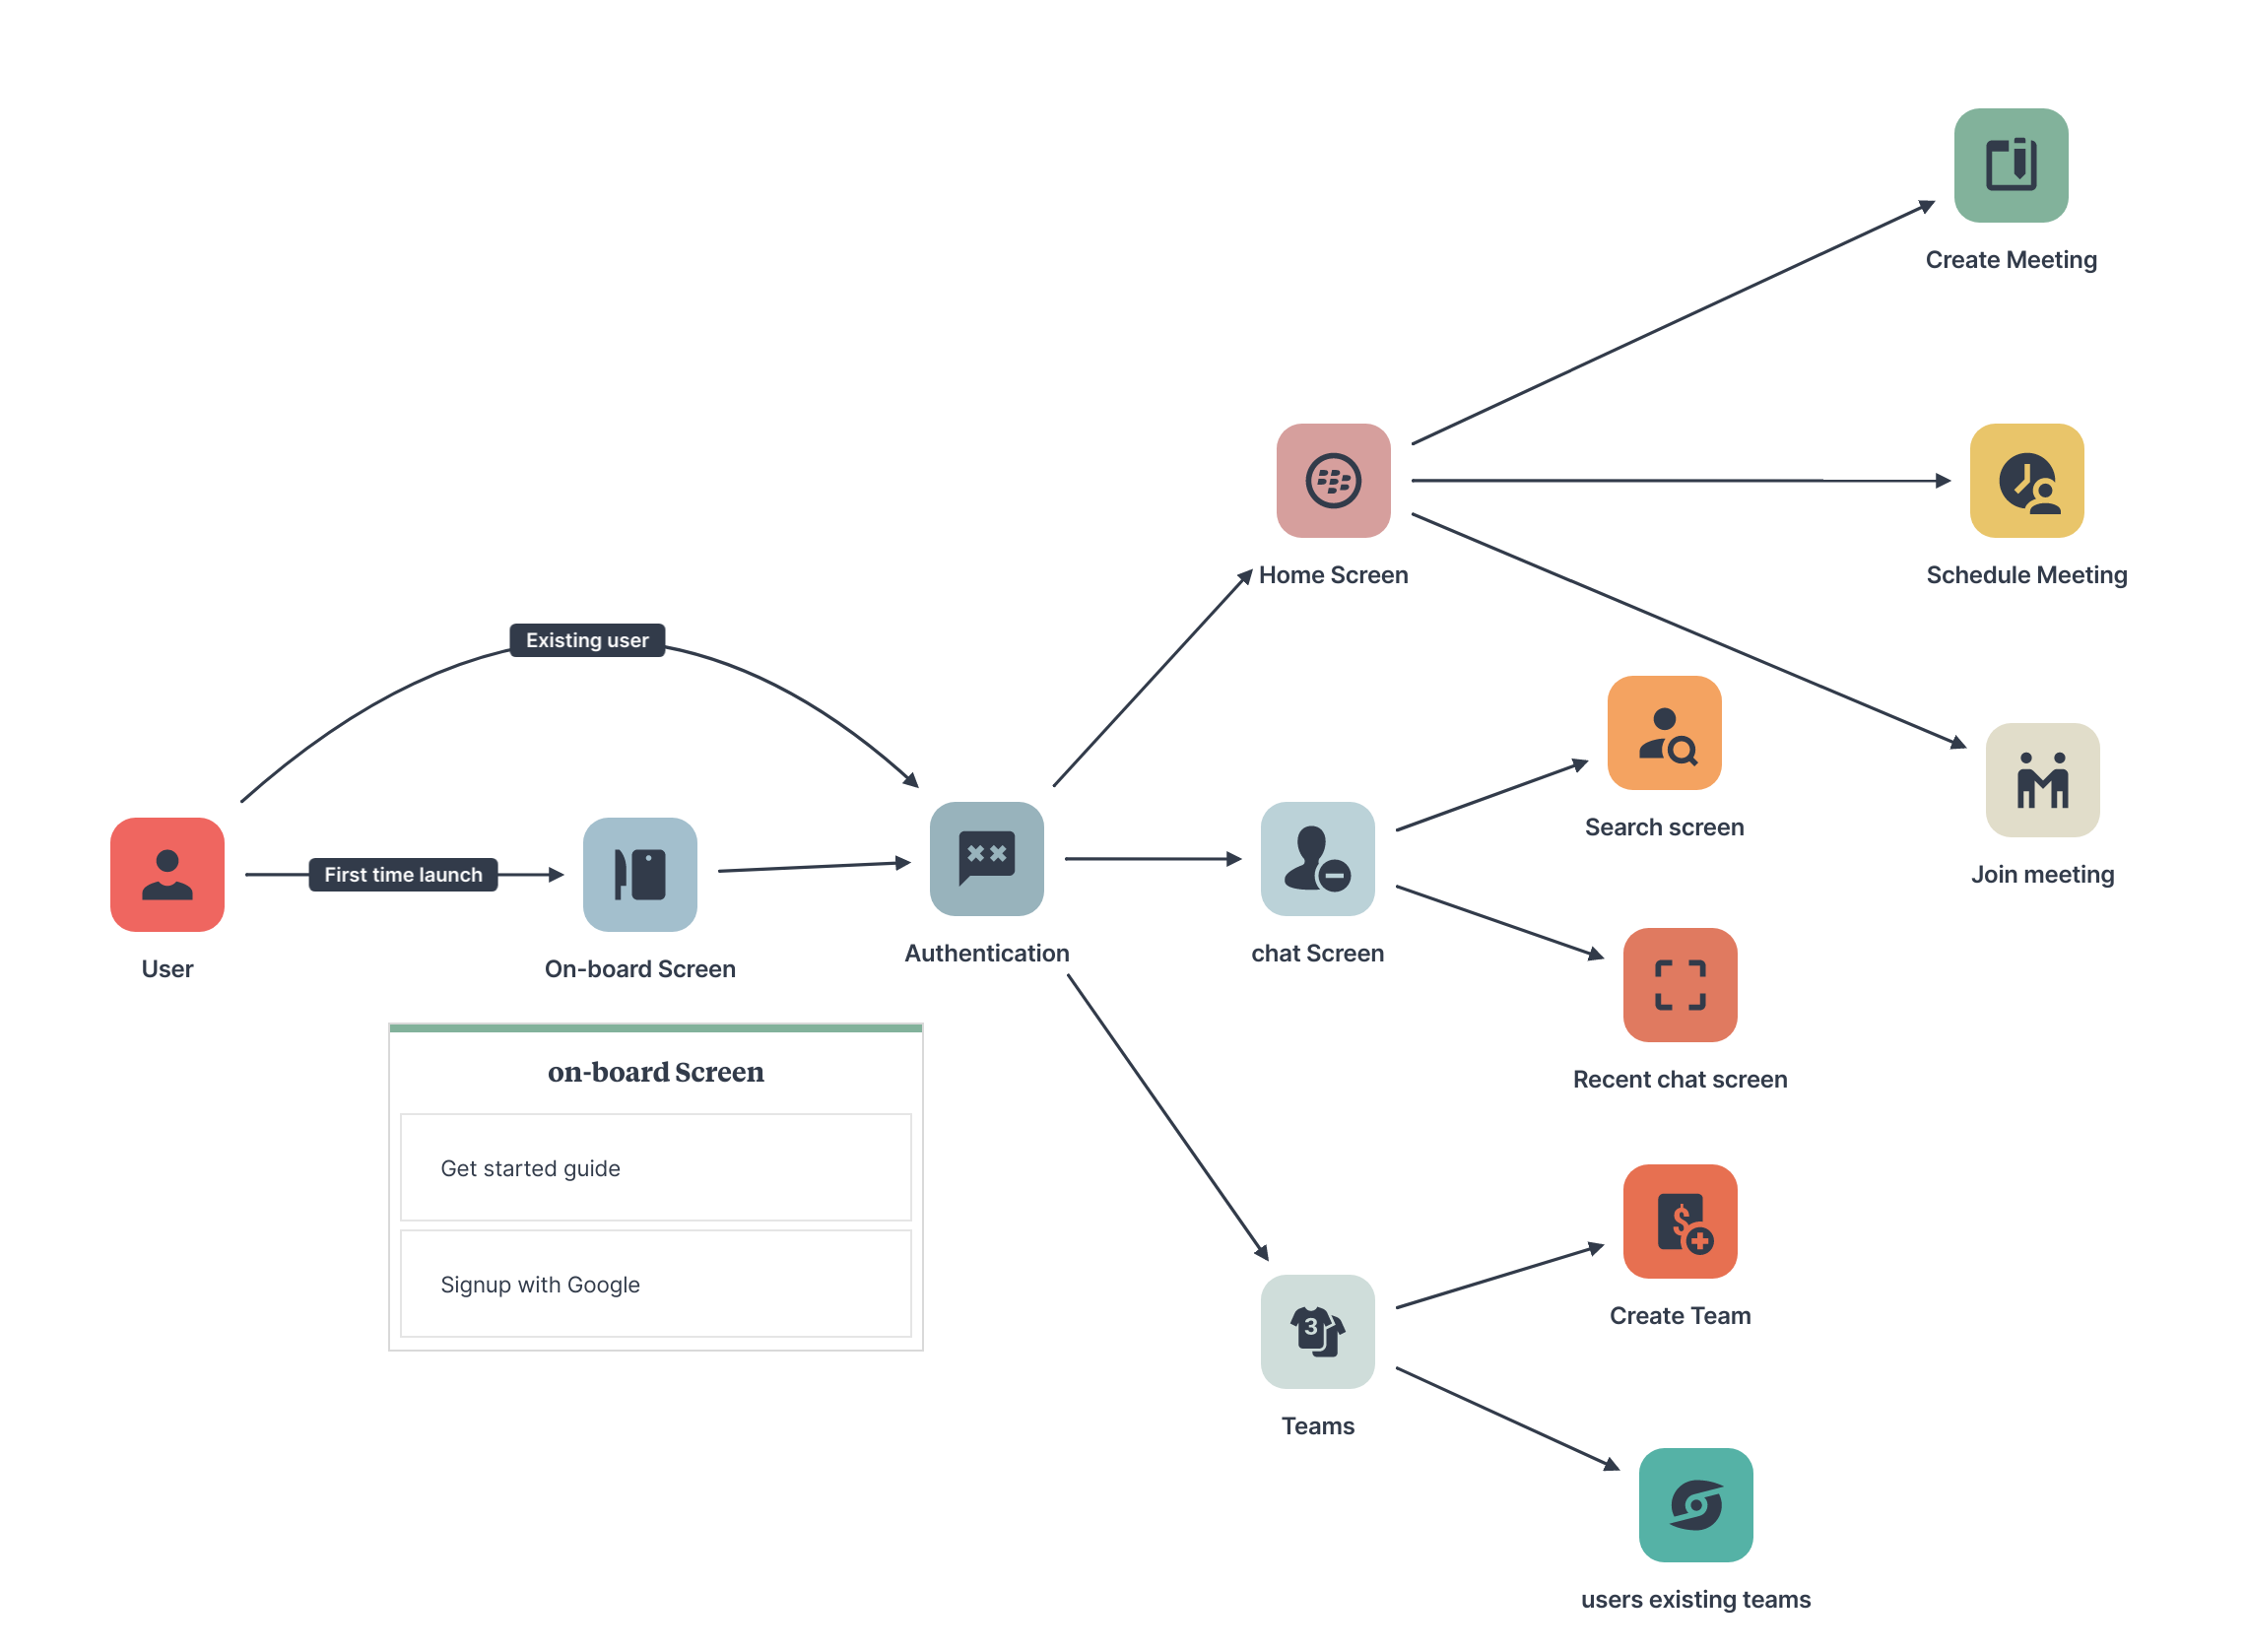 Create Meeting
Home Screen
Schedule Meeting
Existing user
Search screen
Join meeting
First time launch
User
On-board Screen
Authentication
chat Screen
Recent chat screen
on-board Screen
Get started guide
Signup with Google
3
Teams
$
Create Team
users existing teams